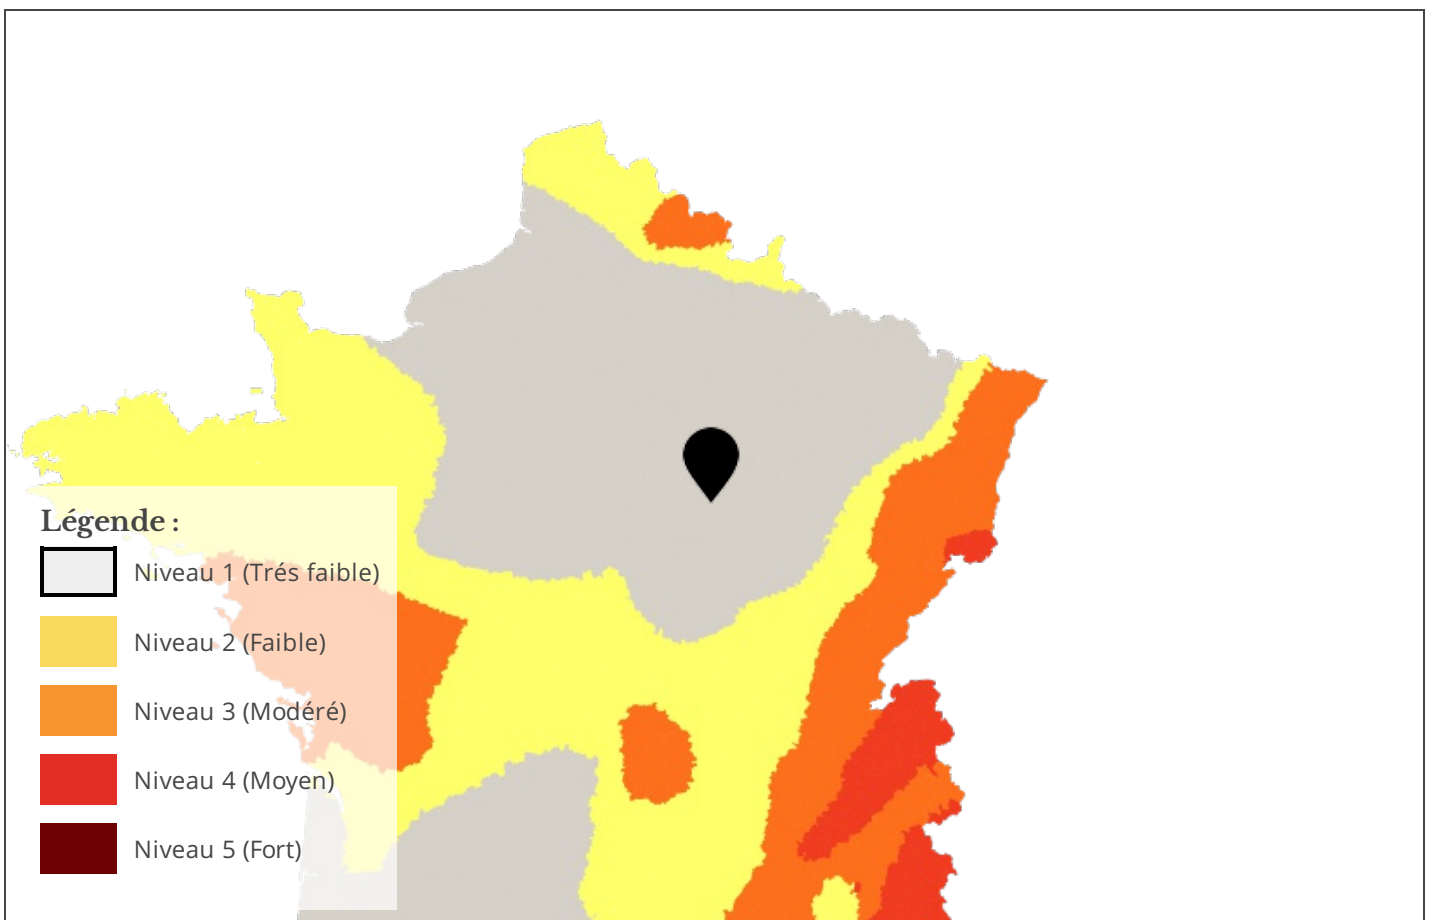 Légende :
Niveau 1 (Trés faible)
Niveau 2 (Faible)
Niveau 3 (Modéré)
Niveau 4 (Moyen)
Niveau 5 (Fort)